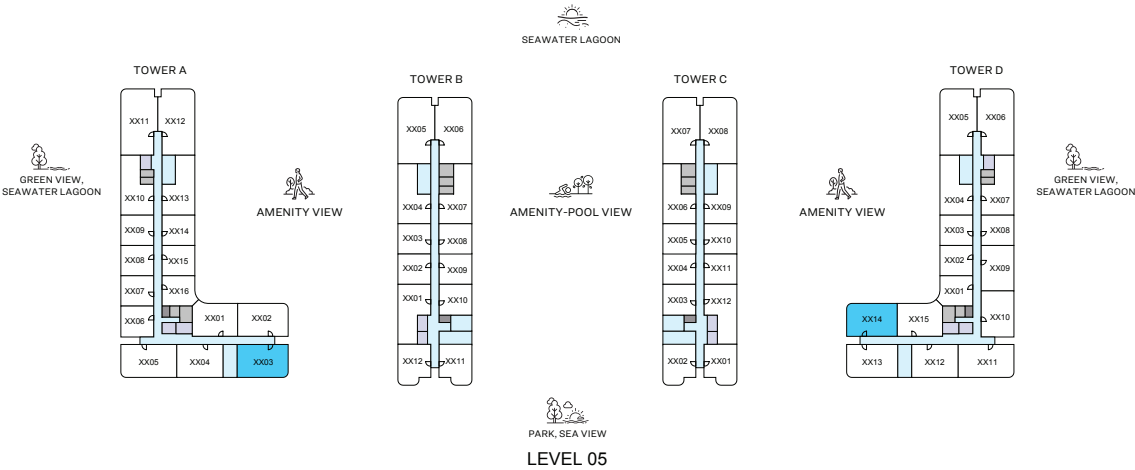 SEAWATER LAGOON
TOWER A
TOWER B
TOWER C
TOWER D
XX11
XX12
XX10
XX13
XX09
XX14
XX08
XX15
XX07
XX16
XX06
XX01
XX02
XX05
XX04
XX03
XX05
XX06
XX04
XX07
XX03
XX08
XX02
XX09
XX01
XX10
XX12
XX11
XX07
XX08
XX06
XX09
XX05
XX10
XX04
XX11
XX03
XX12
XX02
XX01
XX05
XX06
XX04
XX07
XX03
XX08
XX02
XX09
XX01
XX10
XX14
XX15
XX13
XX12
XX11
GREEN VIEW,
SEAWATER LAGOON
AMENITY VIEW
AMENITY-POOL VIEW
AMENITY VIEW
GREEN VIEW,
SEAWATER LAGOON
PARK, SEA VIEW
LEVEL 05